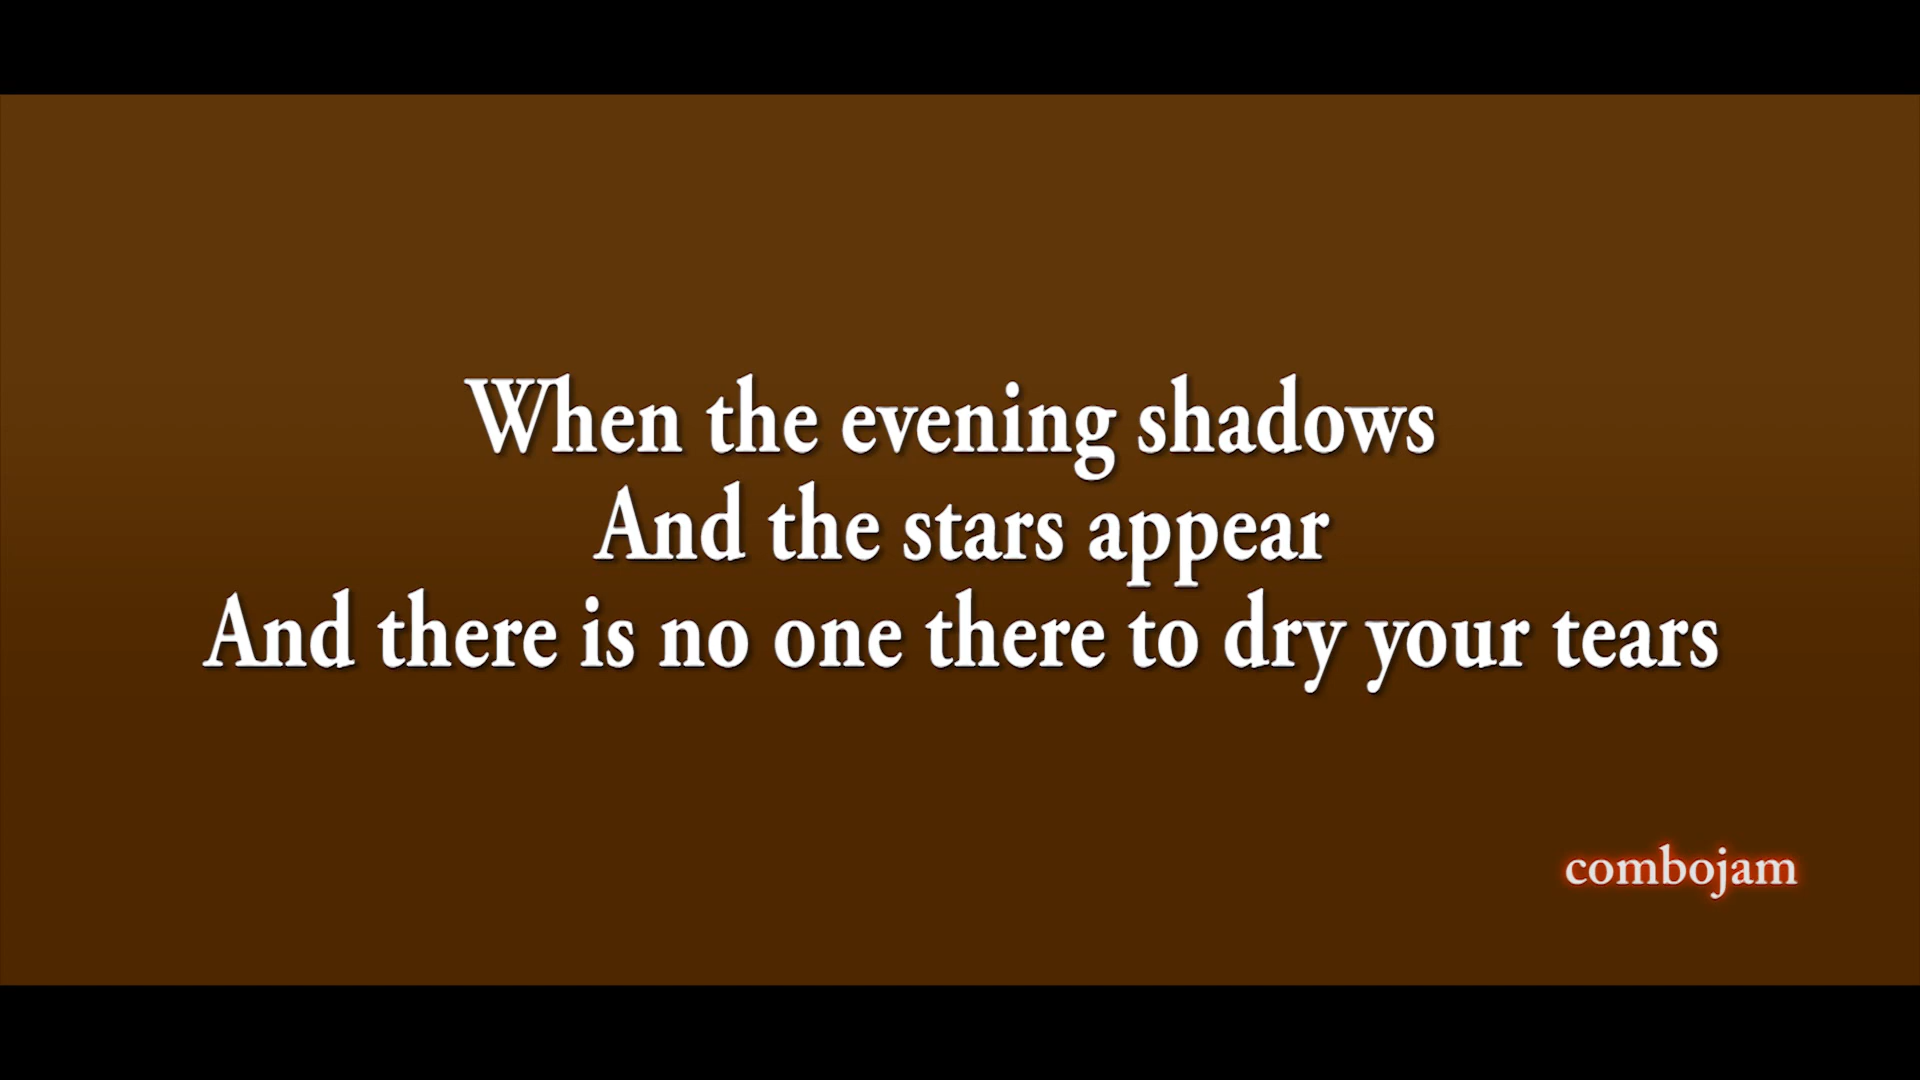 When the evening shadows
And the stars appear
And there is no one there to dry your tears
combojam